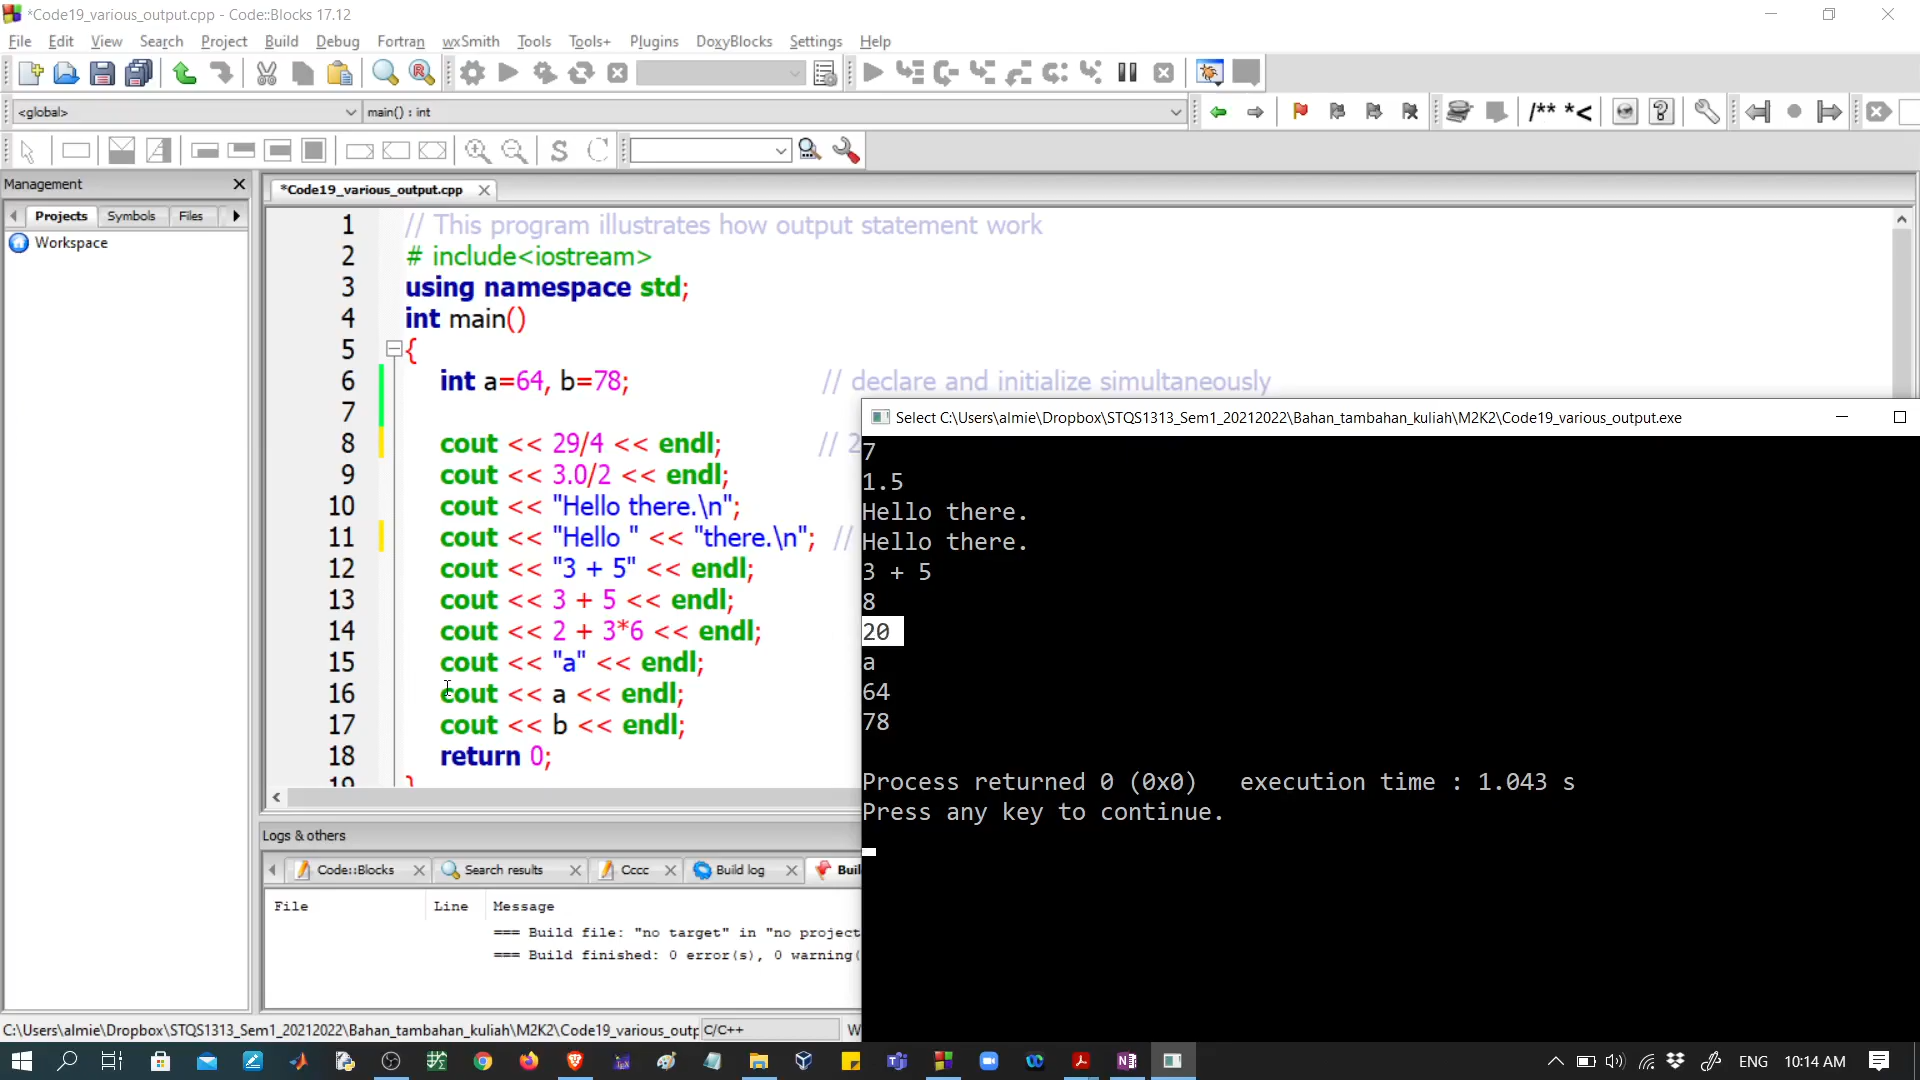 *Code19_various_output.cpp - Code::Blocks 17.12
File Edit View Search Project Build Debug Fortran wxSmith Tools Tools+ Plugins DoxyBlocks Settings Help
<global> main() : int
/** *<
S
Management
*Code19_various_output.cpp
Projects Symbols Files
Workspace
1 // This program illustrates how output statement work
2 # include<iostream>
3 using namespace std;
4 int main()
5 {
6 int a=64, b=78; // declare and initialize simultaneously
7
8 cout << 29/4 << endl; // 2
9 cout << 3.0/2 << endl;
10 cout << "Hello there.\n";
11 cout << "Hello " << "there.\n"; //
12 cout << "3 + 5" << endl;
13 cout << 3 + 5 << endl;
14 cout << 2 + 3*6 << endl;
15 cout << "a" << endl;
16 cout << a << endl;
17 cout << b << endl;
18 return 0;
19 }
Select C:\Users\almie\Dropbox\STQS1313_Sem1_20212022\Bahan_tambahan_kuliah\M2K2\Code19_various_output.exe
7
1.5
Hello there.
Hello there.
3 + 5
8
20
a
64
78
Process returned 0 (0x0) execution time : 1.043 s
Press any key to continue.
Logs & others
Code::Blocks Search results Cccc Build log Buil
File Line Message
=== Build file: "no target" in "no project
=== Build finished: 0 error(s), 0 warning(
C:\Users\almie\Dropbox\STQS1313_Sem1_20212022\Bahan_tambahan_kuliah\M2K2\Code19_various_outp C/C++ W
ENG 10:14 AM